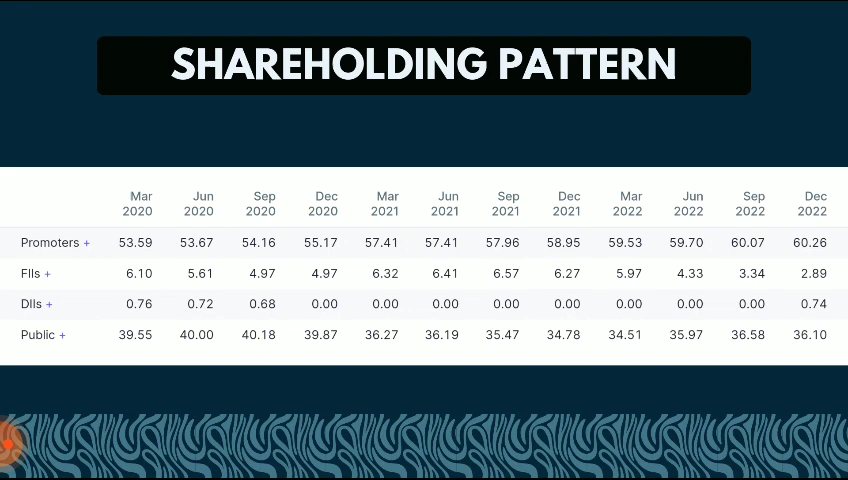 SHAREHOLDING PATTERN
Mar Jun Sep Dec Mar Jun Sep Dec Mar Jun Sep Dec
2020 2020 2020 2020 2021 2021 2021 2021 2022 2022 2022 2022
Promoters + 53.59 53.67 54.16 55.17 57.41 57.41 57.96 58.95 59.53 59.70 60.07 60.26
FIIs + 6.10 5.61 4.97 4.97 6.32 6.41 6.57 6.27 5.97 4.33 3.34 2.89
DIIs + 0.76 0.72 0.68 0.00 0.00 0.00 0.00 0.00 0.00 0.00 0.00 0.74
Public + 39.55 40.00 40.18 39.87 36.27 36.19 35.47 34.78 34.51 35.97 36.58 36.10